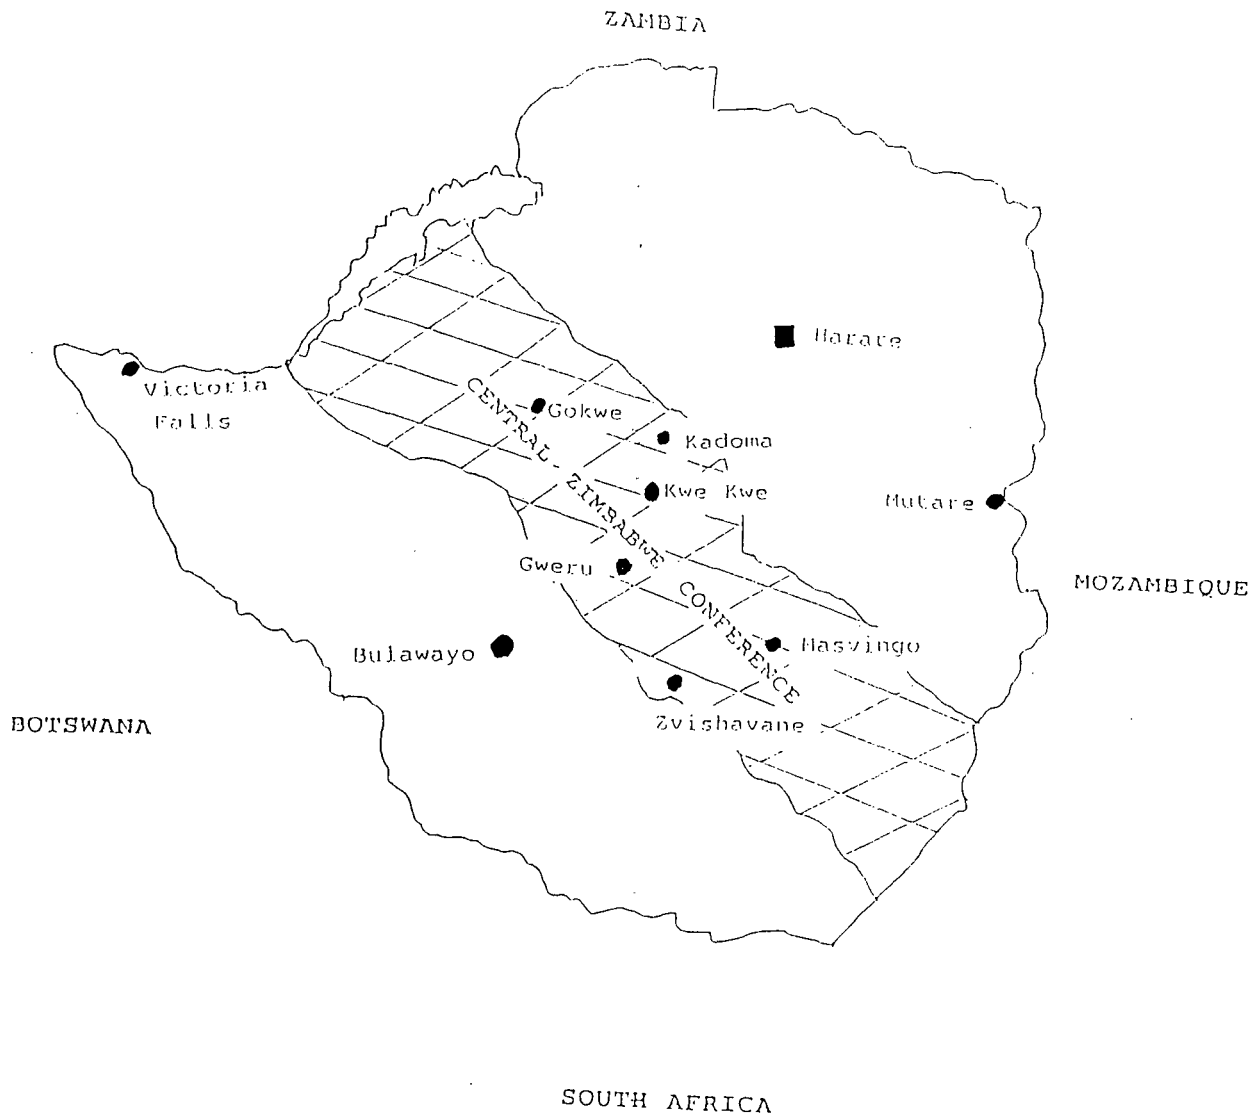 ZAMBIA
Harare
Victoria
Falls
Gokwe
Kadoma
CENTRAL ZIMBABWE CONFERENCE
Kwe Kwe
Mutare
Gweru
MOZAMBIQUE
Masvingo
Bulawayo
Zvishavane
BOTSWANA
SOUTH AFRICA